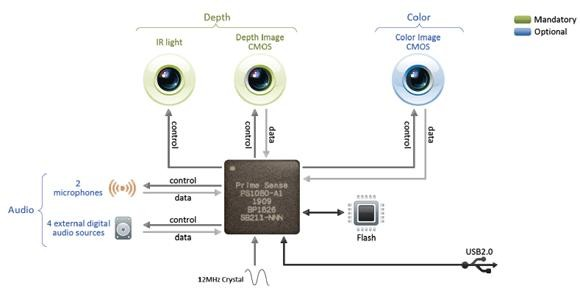 Depth
Color
Mandatory
Optional
IR light
Depth Image
CMOS
Color Image
CMOS
control
control
data
control
data
Audio
2
microphones
control
data
4 external digital
audio sources
control
data
Prime Sense
PS1080-A1
1909
BP1626
SB211-NNN
Flash
12MHz Crystal
USB2.0